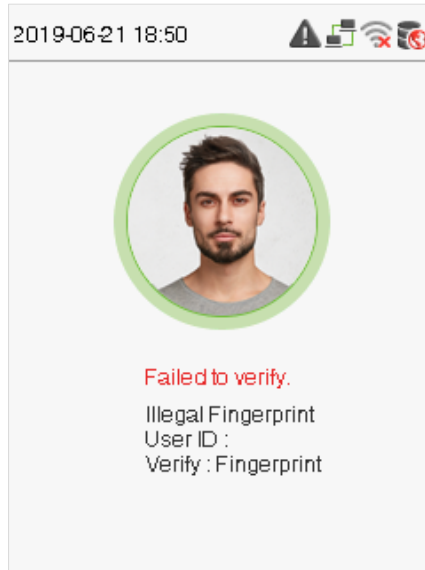 2019-06-21 18:50
Failed to verify.
Illegal Fingerprint
User ID :
Verify : Fingerprint